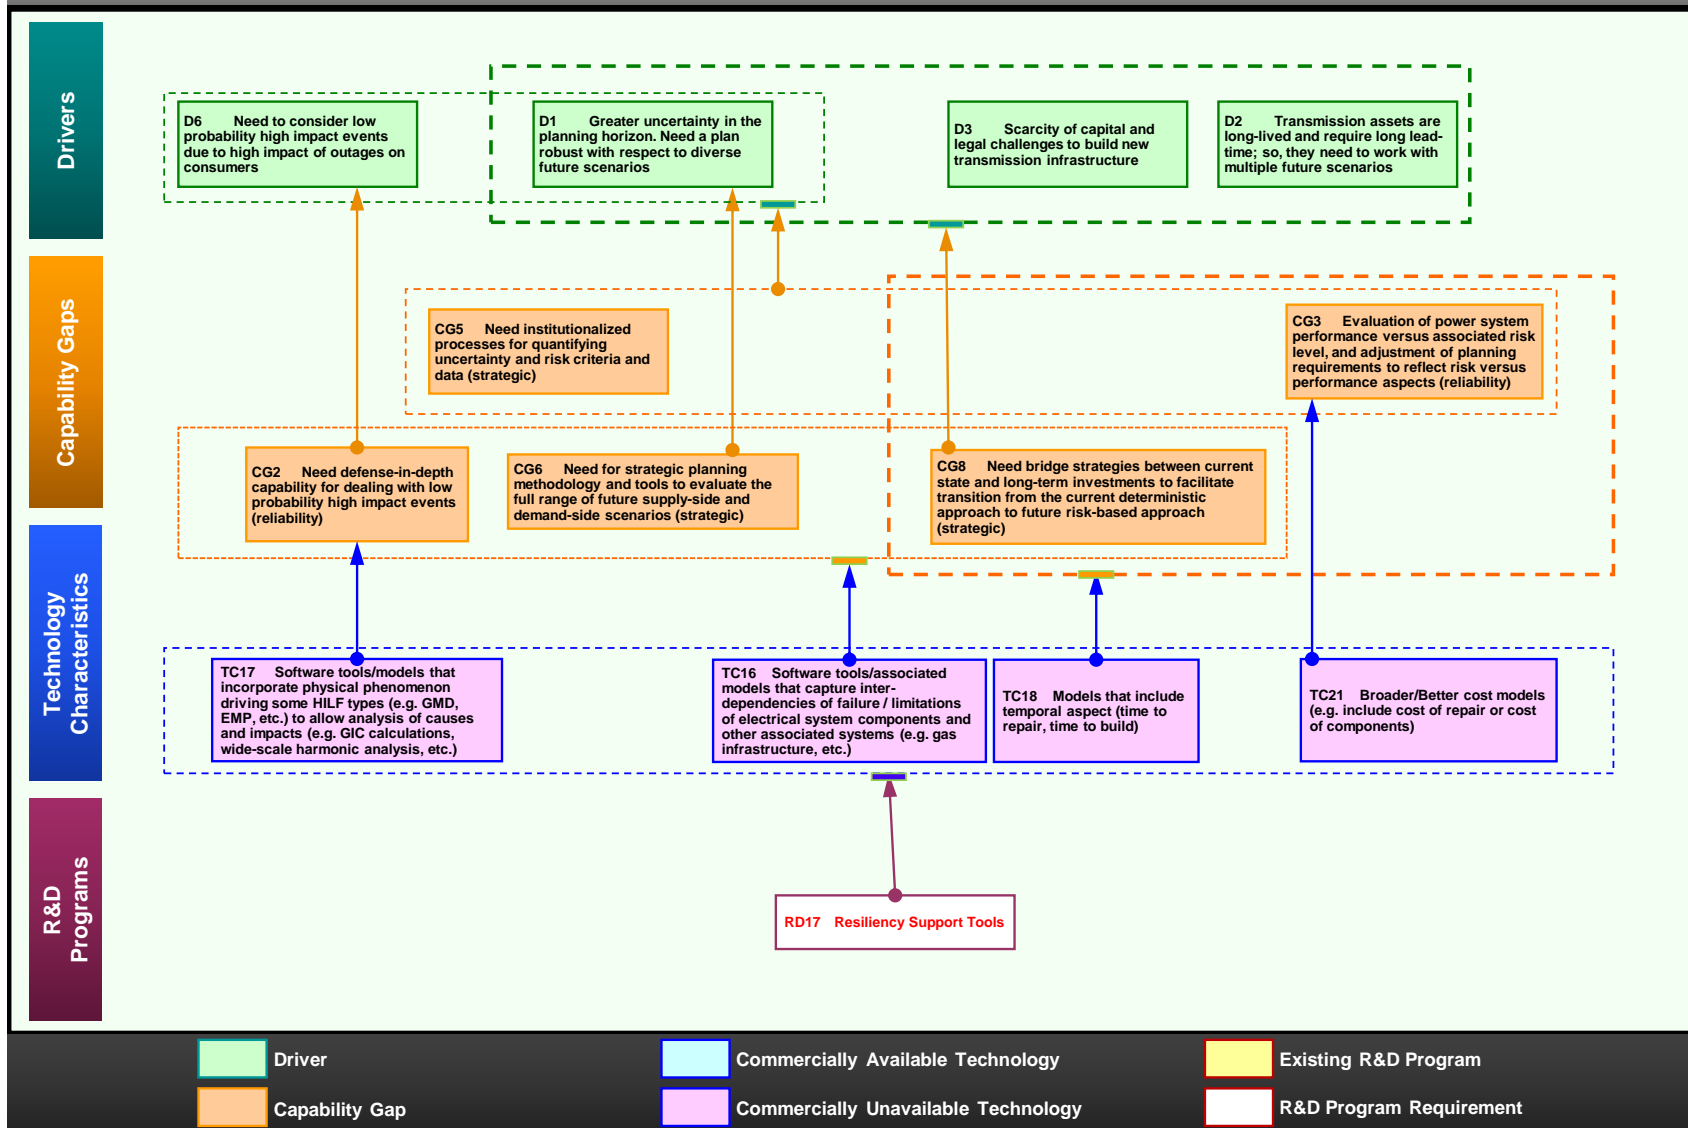 Drivers
D6 Need to consider low
probability high impact events
due to high impact of outages on
consumers
D1 Greater uncertainty in the
planning horizon. Need a plan
robust with respect to diverse
future scenarios
D3 Scarcity of capital and
legal challenges to build new
transmission infrastructure
D2 Transmission assets are
long-lived and require long lead-
time; so, they need to work with
multiple future scenarios
Capability Gaps
CG5 Need institutionalized
processes for quantifying
uncertainty and risk criteria and
data (strategic)
CG3 Evaluation of power system
performance versus associated risk
level, and adjustment of planning
requirements to reflect risk versus
performance aspects (reliability)
CG2 Need defense-in-depth
capability for dealing with low
probability high impact events
(reliability)
CG6 Need for strategic planning
methodology and tools to evaluate the
full range of future supply-side and
demand-side scenarios (strategic)
CG8 Need bridge strategies between current
state and long-term investments to facilitate
transition from the current deterministic
approach to future risk-based approach
(strategic)
Technology
Characteristics
TC17 Software tools/models that
incorporate physical phenomenon
driving some HILF types (e.g. GMD,
EMP, etc.) to allow analysis of causes
and impacts (e.g. GIC calculations,
wide-scale harmonic analysis, etc.)
TC16 Software tools/associated
models that capture inter-
dependencies of failure / limitations
of electrical system components and
other associated systems (e.g. gas
infrastructure, etc.)
TC18 Models that include
temporal aspect (time to
repair, time to build)
TC21 Broader/Better cost models
(e.g. include cost of repair or cost
of components)
R&D
Programs
RD17 Resiliency Support Tools
Driver
Commercially Available Technology
Existing R&D Program
Capability Gap
Commercially Unavailable Technology
R&D Program Requirement